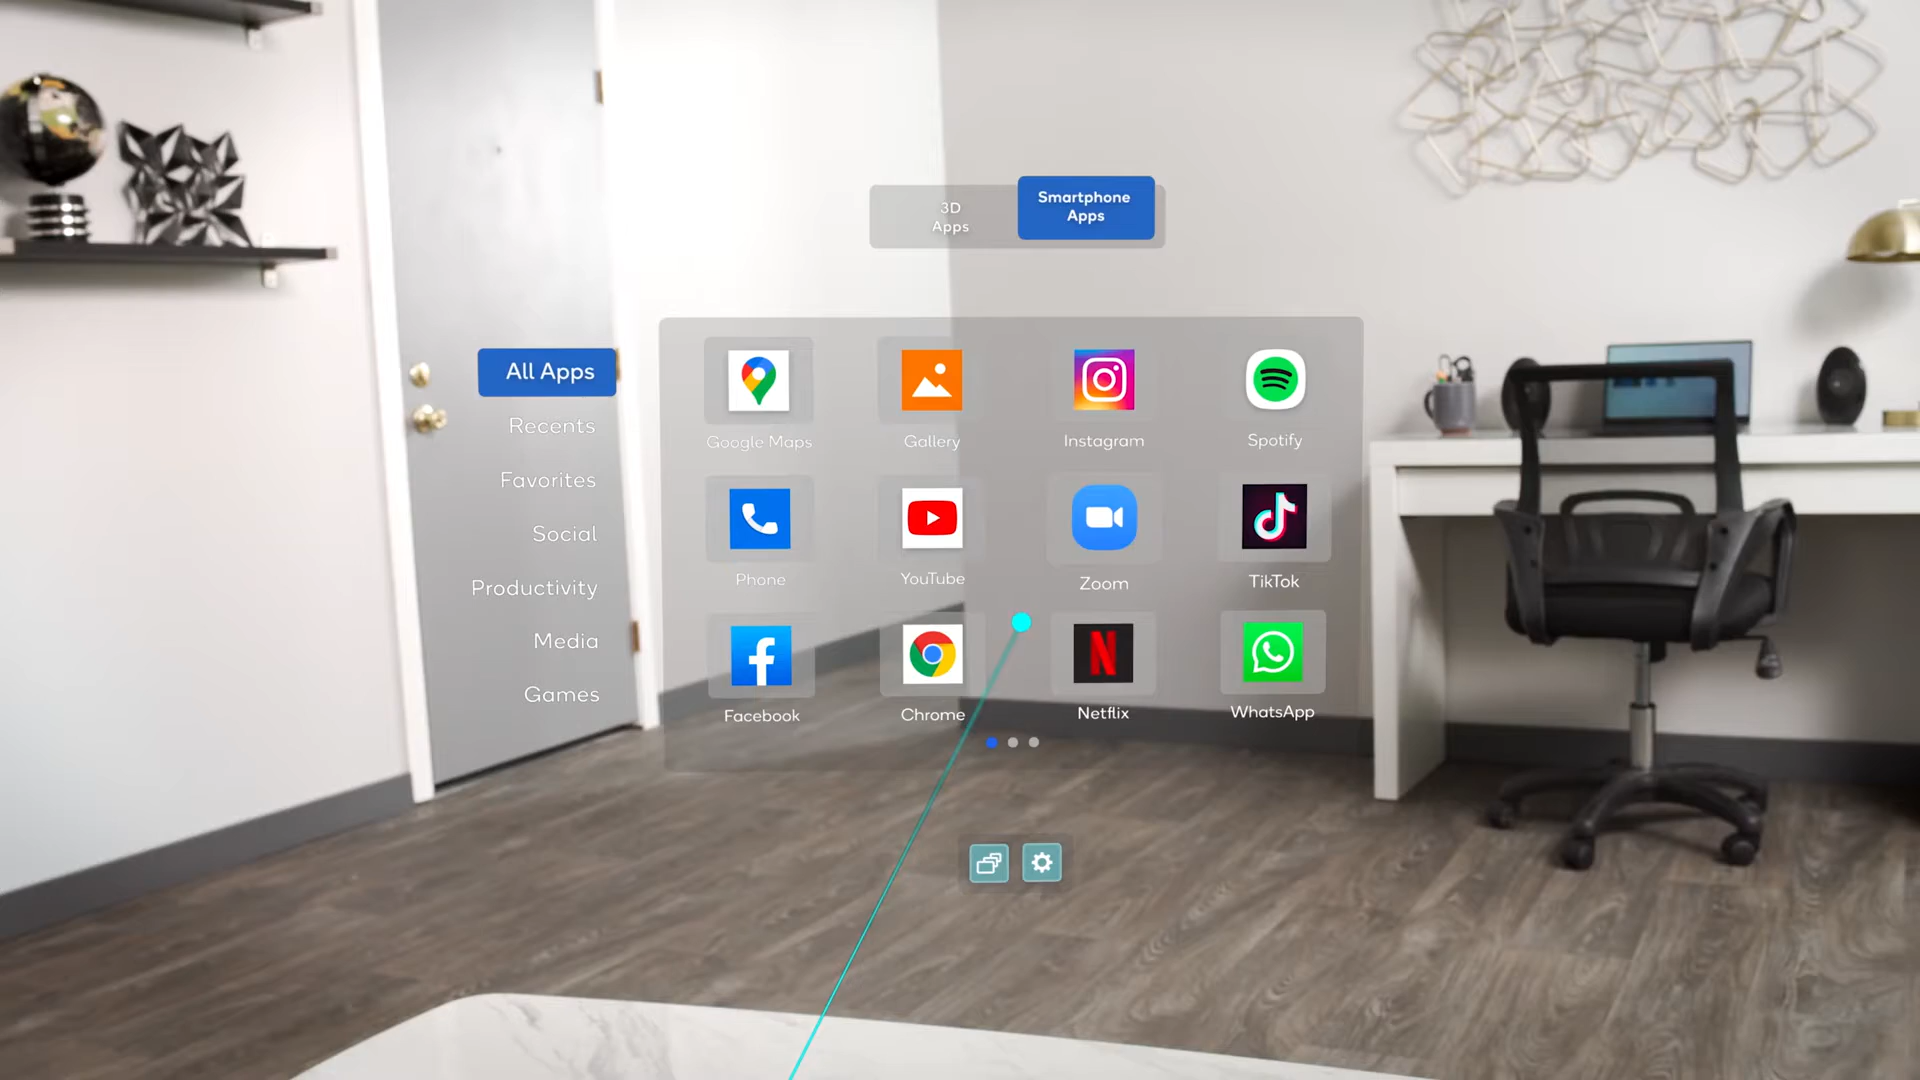 3D
Apps
Smartphone
Apps
All Apps
Recents
Favorites
Social
Productivity
Media
Games
Google Maps
Gallery
Instagram
Spotify
Phone
YouTube
Zoom
TikTok
Facebook
Chrome
Netflix
WhatsApp